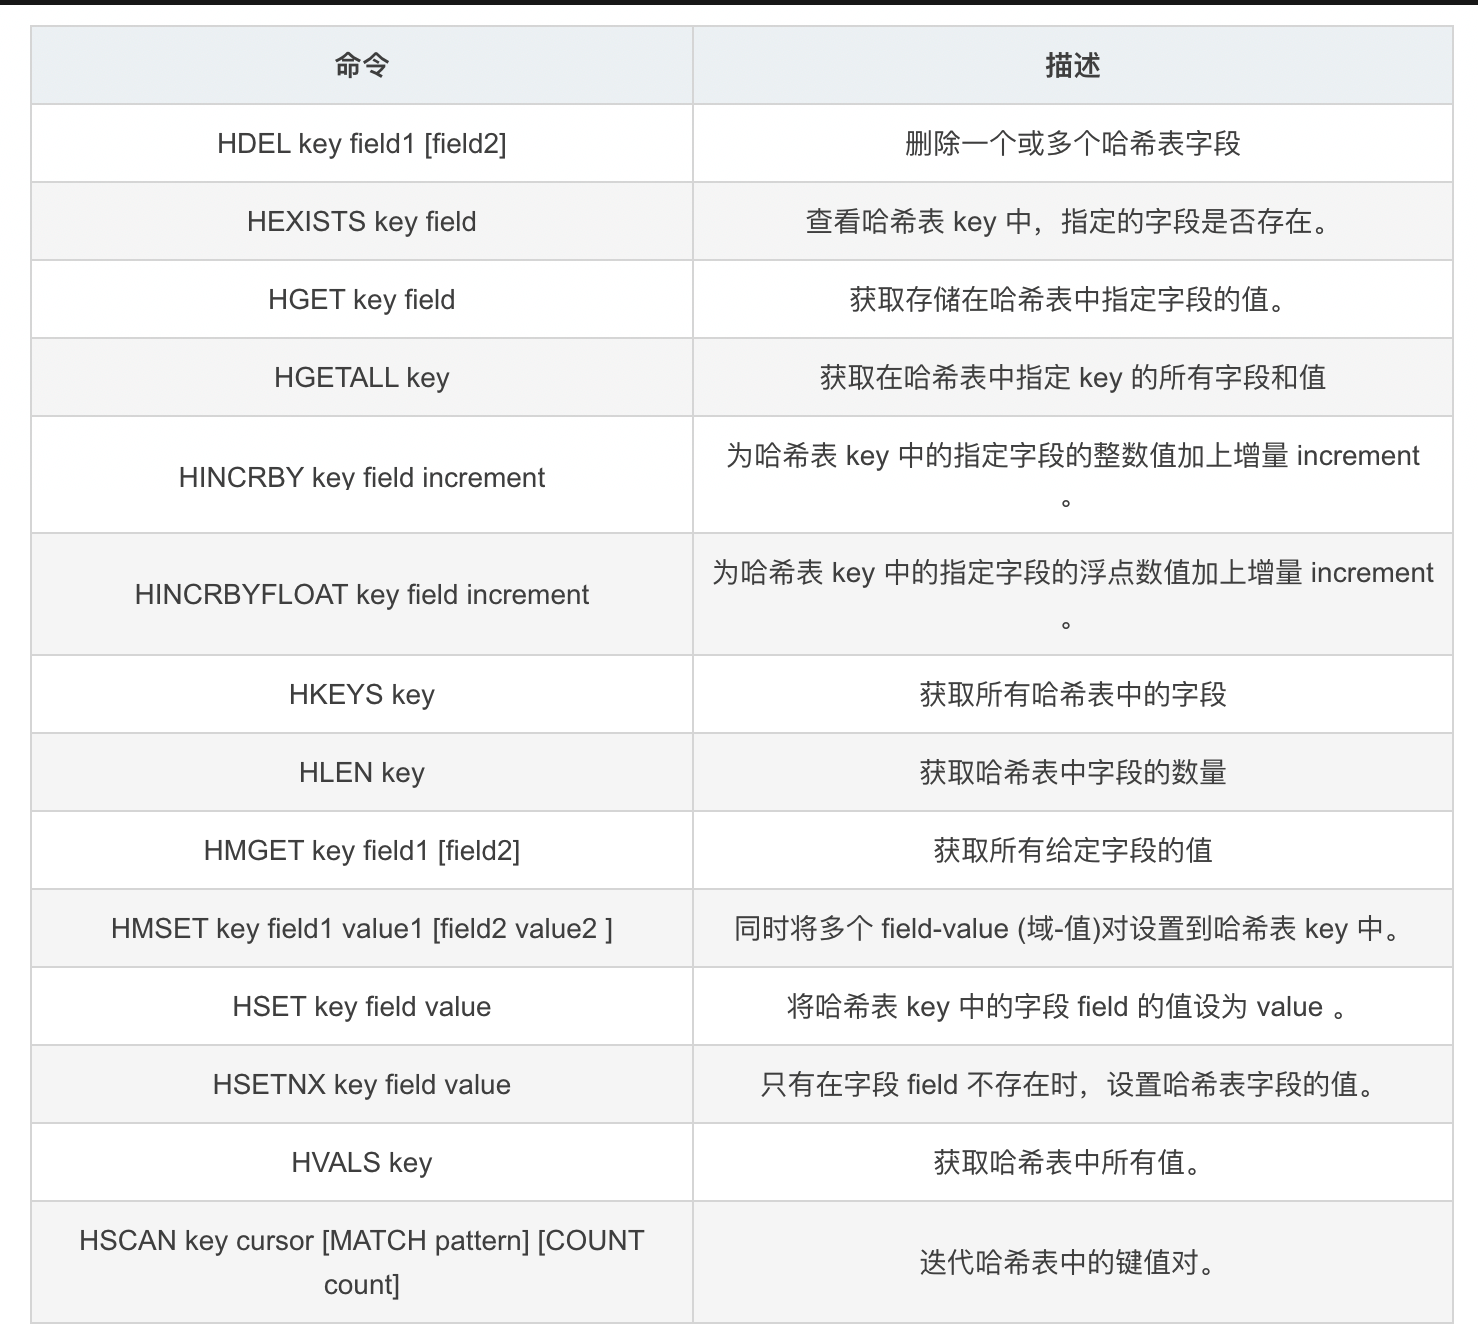 命令
描述
HDEL key field1 [field2]
删除一个或多个哈希表字段
HEXISTS key field
查看哈希表 key 中，指定的字段是否存在。
HGET key field
获取存储在哈希表中指定字段的值。
HGETALL key
获取在哈希表中指定 key 的所有字段和值
HINCRBY key field increment
为哈希表 key 中的指定字段的整数值加上增量 increment
。
HINCRBYFLOAT key field increment
为哈希表 key 中的指定字段的浮点数值加上增量 increment
。
HKEYS key
获取所有哈希表中的字段
HLEN key
获取哈希表中字段的数量
HMGET key field1 [field2]
获取所有给定字段的值
HMSET key field1 value1 [field2 value2 ]
同时将多个 field-value (域-值)对设置到哈希表 key 中。
HSET key field value
将哈希表 key 中的字段 field 的值设为 value 。
HSETNX key field value
只有在字段 field 不存在时，设置哈希表字段的值。
HVALS key
获取哈希表中所有值。
HSCAN key cursor [MATCH pattern] [COUNT
count]
迭代哈希表中的键值对。